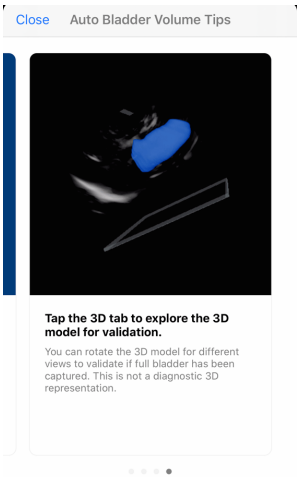 Close Auto Bladder Volume Tips
Tap the 3D tab to explore the 3D
model for validation.
You can rotate the 3D model for different
views to validate if full bladder has been
captured. This is not a diagnostic 3D
representation.